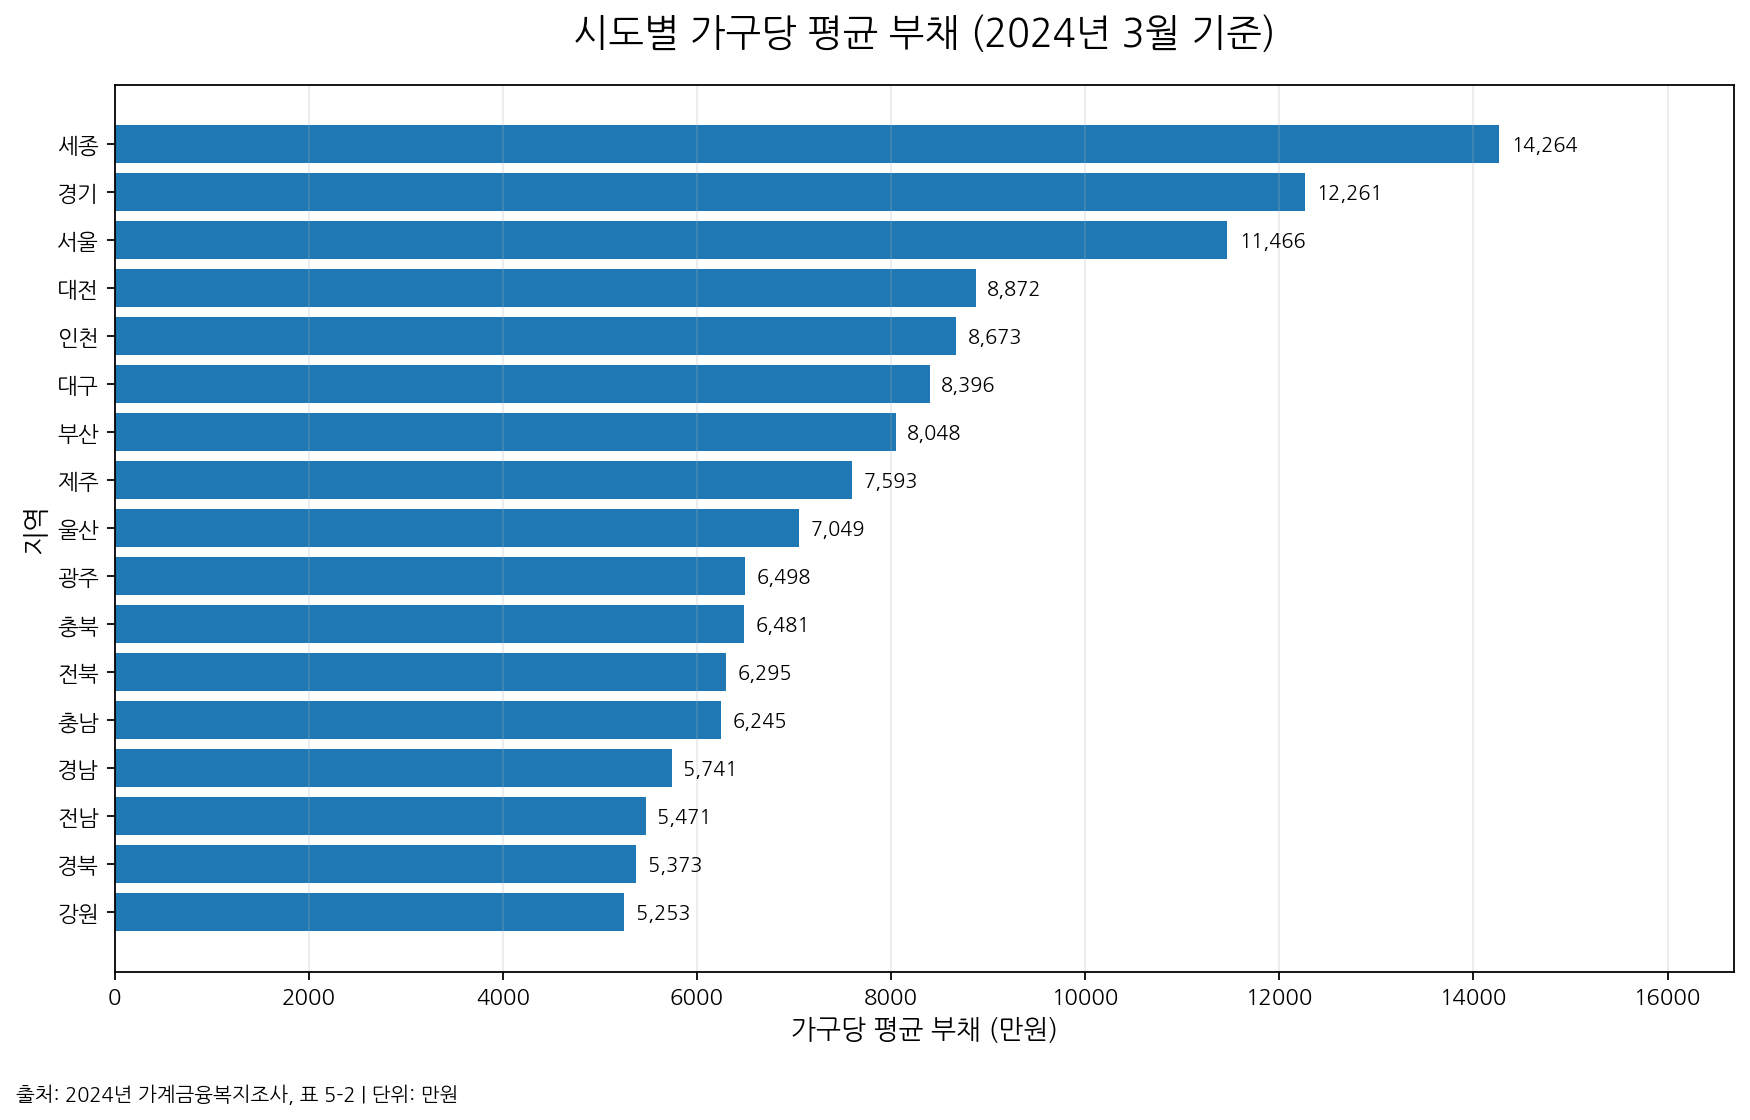 시도별 가구당 평균 부채 (2024년 3월 기준)
지역
세종 14,264
경기 12,261
서울 11,466
대전 8,872
인천 8,673
대구 8,396
부산 8,048
제주 7,593
울산 7,049
광주 6,498
충북 6,481
전북 6,295
충남 6,245
경남 5,741
전남 5,471
경북 5,373
강원 5,253
0 2000 4000 6000 8000 10000 12000 14000 16000
가구당 평균 부채 (만원)
출처: 2024년 가계금융복지조사, 표 5-2 | 단위: 만원